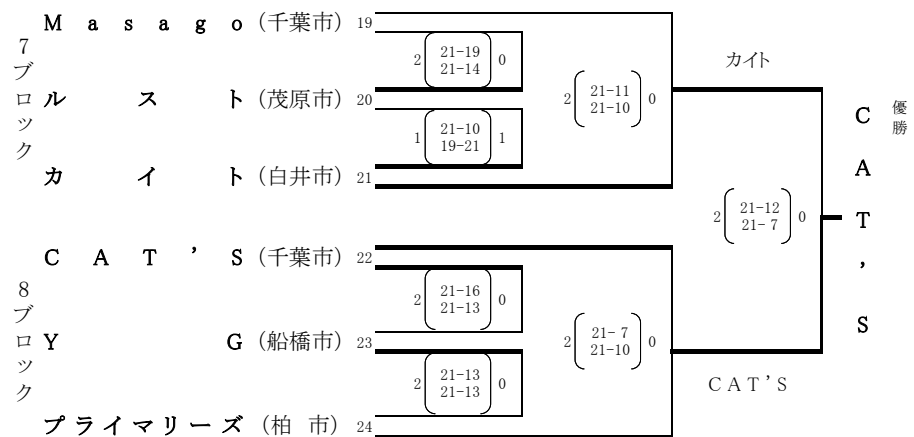 7ブロック
Masago(千葉市) 19
2 21-19 0
21-14
ルスト(茂原市) 20
1 21-10 1
19-21
カイト(白井市) 21
2 21-11 0
21-10
カイト
8ブロック
CAT'S(千葉市) 22
2 21-16 0
21-13
YG(船橋市) 23
2 21-13 0
21-13
プライマリーズ(柏 市) 24
2 21- 7 0
21-10
CAT'S
2 21-12 0
21- 7
CAT'S
優勝